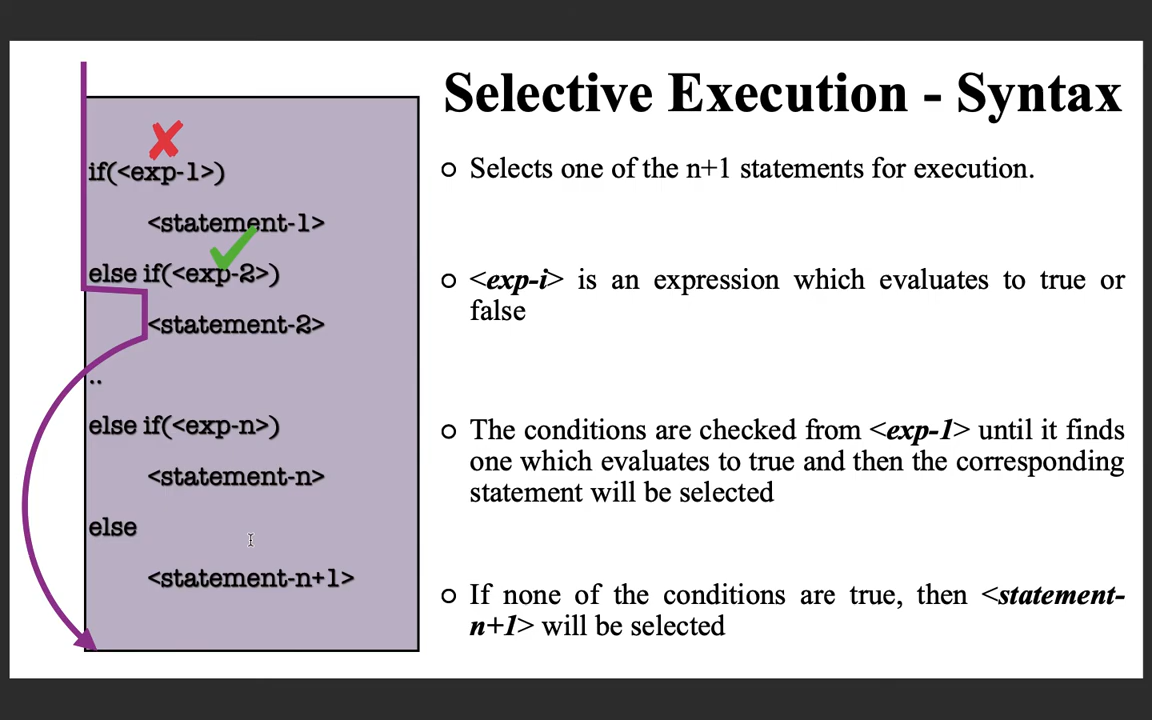 Selective Execution - Syntax
if(<exp-1>)
<statement-1>
else if(<exp-2>)
<statement-2>
..
else if(<exp-n>)
<statement-n>
else
<statement-n+1>
Selects one of the n+1 statements for execution.
<exp-i> is an expression which evaluates to true or
false
The conditions are checked from <exp-1> until it finds
one which evaluates to true and then the corresponding
statement will be selected
If none of the conditions are true, then <statement-
n+1> will be selected